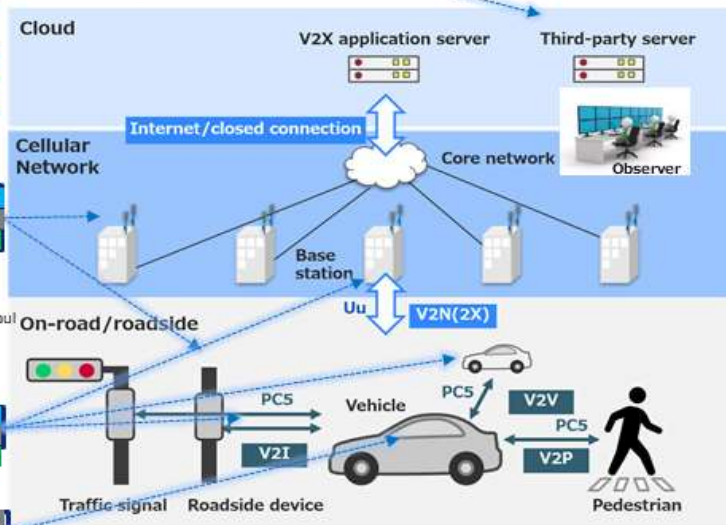 Cloud
V2X application server
Third-party server
Internet/closed connection
Cellular
Network
Core network
Observer
Base
station
Uu
V2N(2X)
On-road/roadside
PC5
Vehicle
PC5
V2V
PC5
V2I
V2P
Traffic signal
Roadside device
Pedestrian